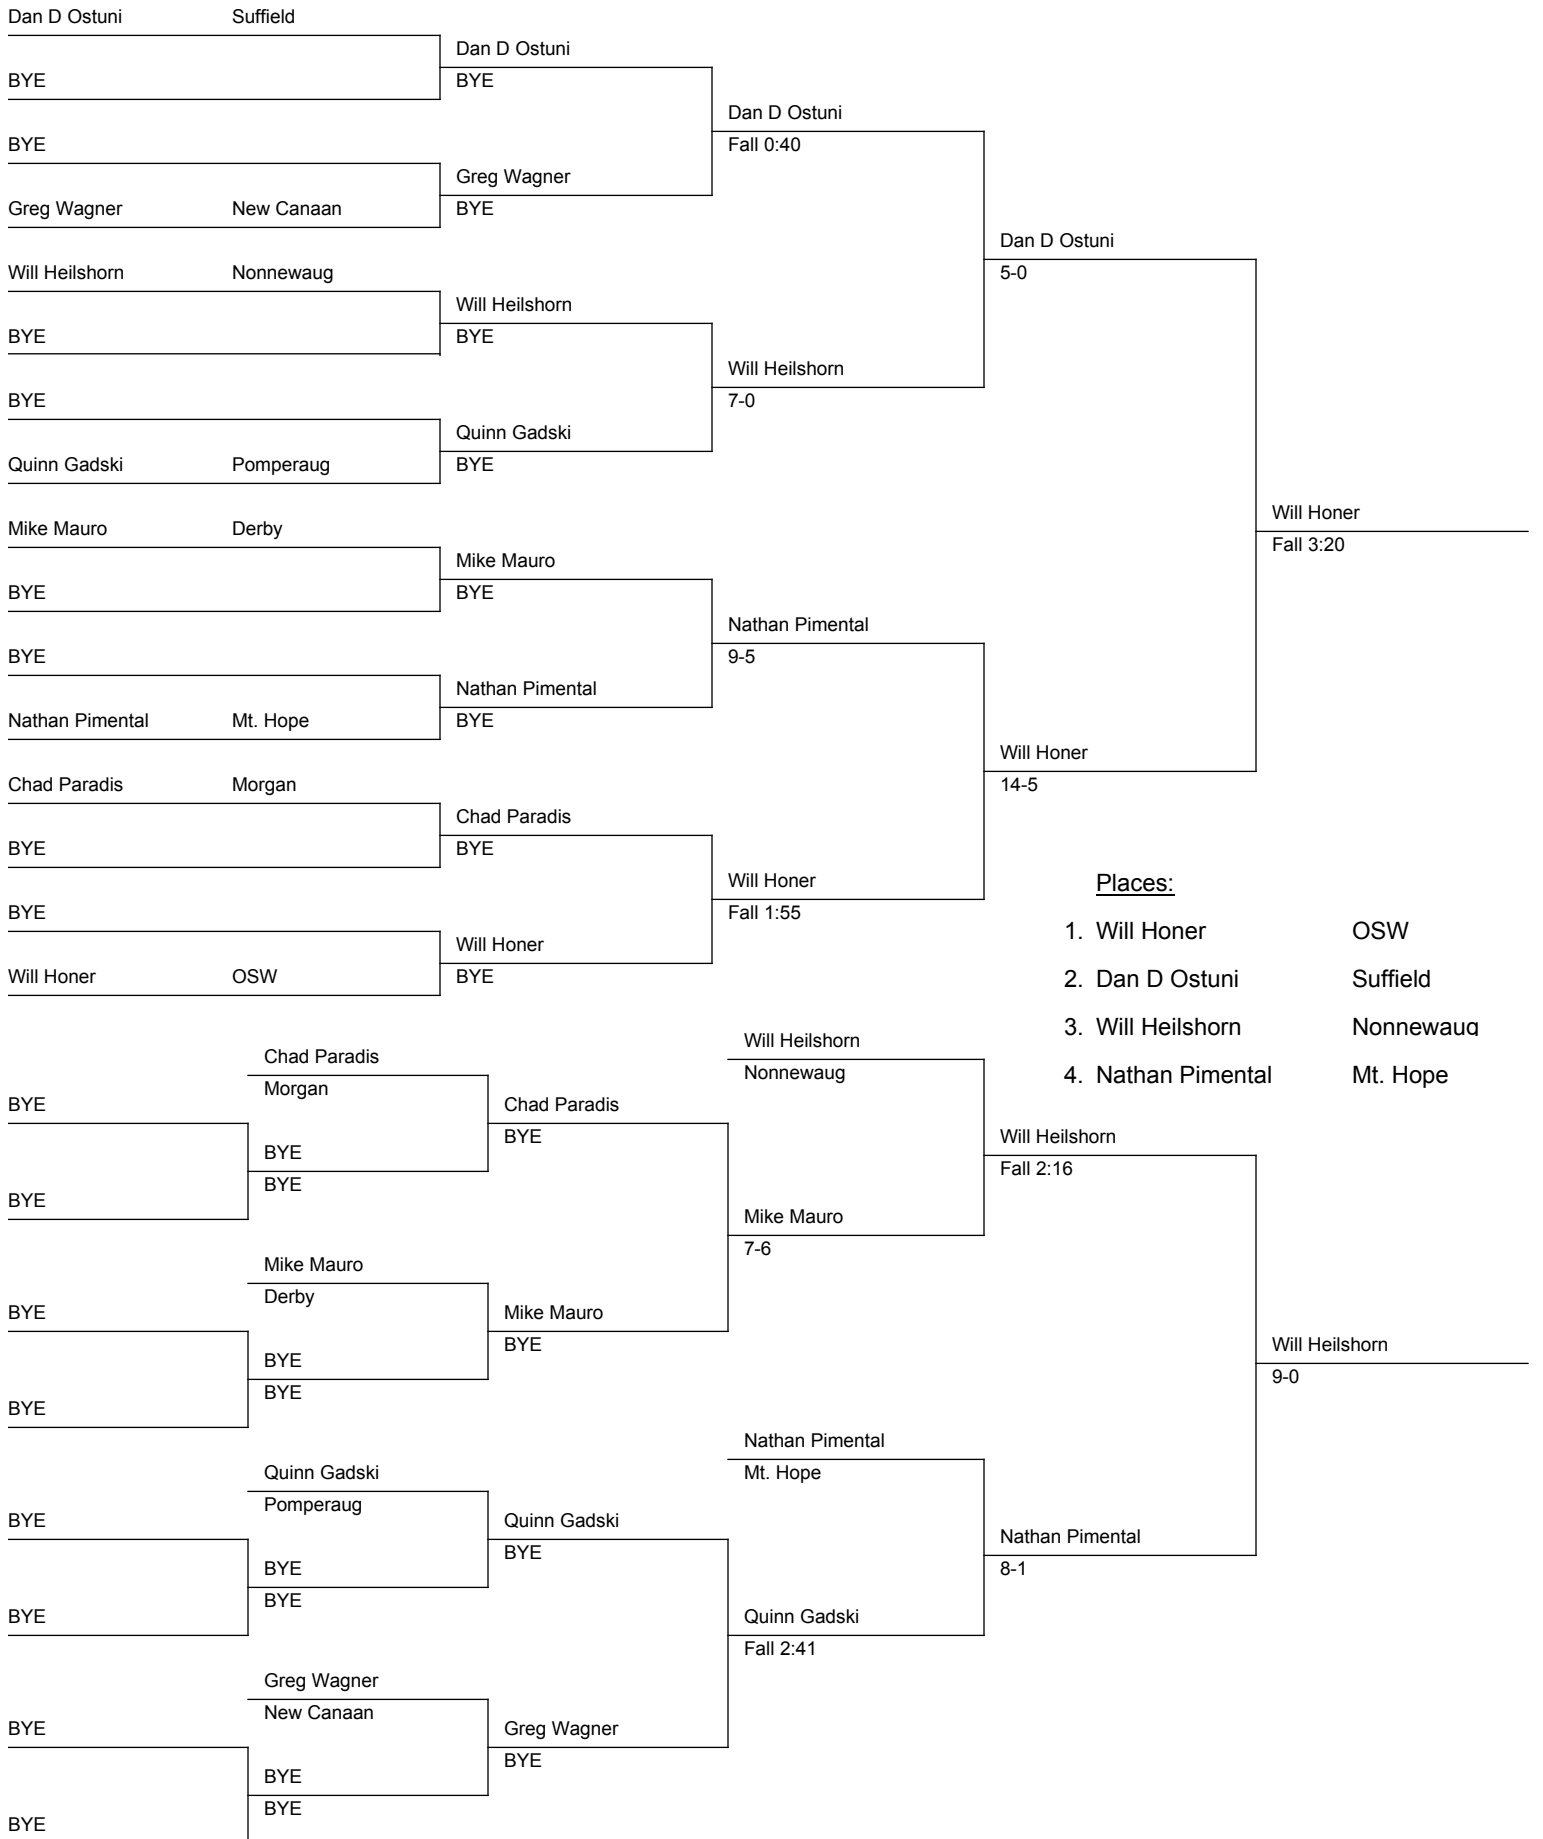 Dan D Ostuni Suffield
Dan D Ostuni
BYE
BYE
Dan D Ostuni
BYE
Fall 0:40
Greg Wagner
Greg Wagner New Canaan
BYE
Dan D Ostuni
Will Heilshorn Nonnewaug
5-0
Will Heilshorn
BYE
BYE
Will Heilshorn
BYE
7-0
Quinn Gadski
Quinn Gadski Pomperaug
BYE
Will Honer
Mike Mauro Derby
Fall 3:20
Mike Mauro
BYE
BYE
Nathan Pimental
BYE
9-5
Nathan Pimental
Nathan Pimental Mt. Hope
BYE
Will Honer
Chad Paradis Morgan
14-5
Chad Paradis
BYE
BYE
Will Honer
Places:
BYE
Fall 1:55
1. Will Honer OSW
Will Honer
Will Honer OSW
BYE
2. Dan D Ostuni Suffield
3. Will Heilshorn Nonnewaug
Will Heilshorn
Chad Paradis
Nonnewaug
4. Nathan Pimental Mt. Hope
Morgan
BYE
Chad Paradis
BYE
Will Heilshorn
BYE
Fall 2:16
BYE
BYE
Mike Mauro
7-6
Mike Mauro
Derby
BYE
Mike Mauro
BYE
Will Heilshorn
BYE
9-0
BYE
BYE
Nathan Pimental
Mt. Hope
Quinn Gadski
Pomperaug
BYE
Quinn Gadski
Nathan Pimental
BYE
8-1
BYE
BYE
BYE
Quinn Gadski
Fall 2:41
Greg Wagner
New Canaan
BYE
Greg Wagner
BYE
BYE
BYE
BYE